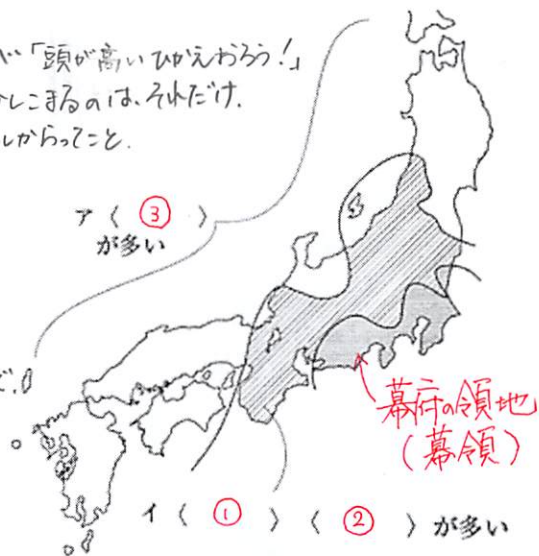 「頭が高いひかえおろう!」
しこまるのは、それだけ、
からってこと.
ア〈 ③ 〉
が多い
幕府の領地
(幕領)
イ〈 ① 〉〈 ② 〉が多い